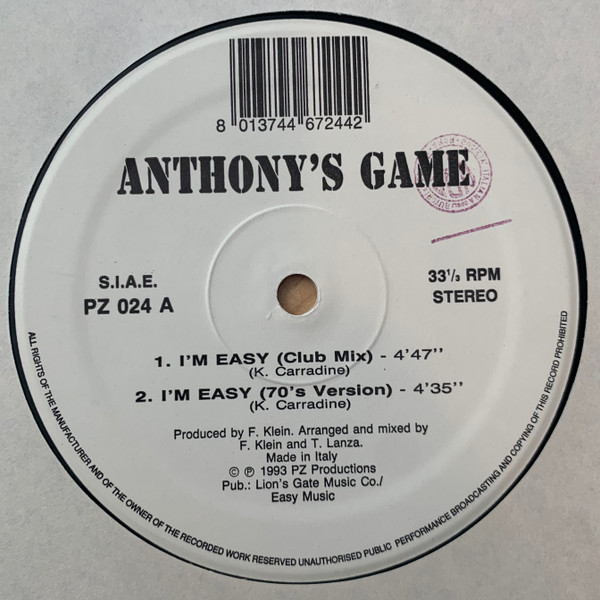 8 013744 672442
ANTHONY'S GAME
S.I.A.E.
PZ 024 A
33 1/3 RPM
STEREO
1. I'M EASY (Club Mix) - 4'47''
(K. Carradine)
2. I'M EASY (70's Version) - 4'35''
(K. Carradine)
Produced by F. Klein. Arranged and mixed by
F. Klein and T. Lanza.
Made in Italy
© ℗ 1993 PZ Productions
Pub.: Lion's Gate Music Co./
Easy Music
ALL RIGHTS OF THE MANUFACTURER AND OF THE OWNER OF THE RECORDED WORK RESERVED UNAUTHORISED PUBLIC PERFORMANCE BROADCASTING AND COPYING OF THIS RECORD PROHIBITED